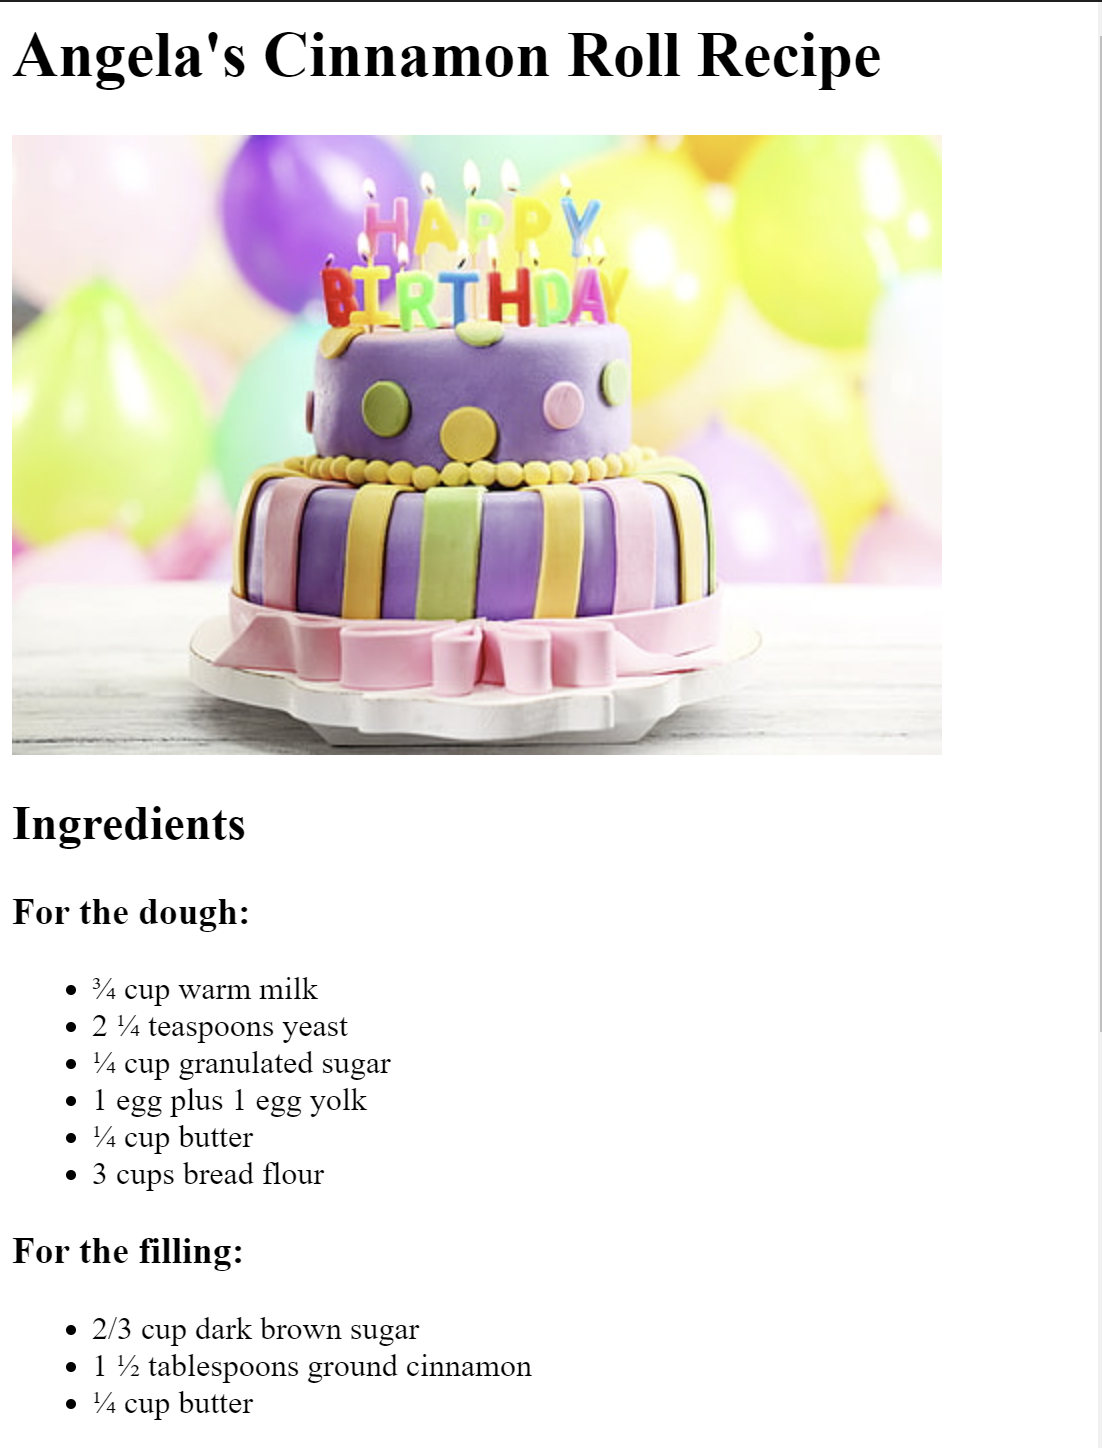 Angela's Cinnamon Roll Recipe
HAPPY
BIRTHDAY
Ingredients
For the dough:
¾ cup warm milk
2 ¼ teaspoons yeast
¼ cup granulated sugar
1 egg plus 1 egg yolk
¼ cup butter
3 cups bread flour
For the filling:
2/3 cup dark brown sugar
1 ½ tablespoons ground cinnamon
¼ cup butter